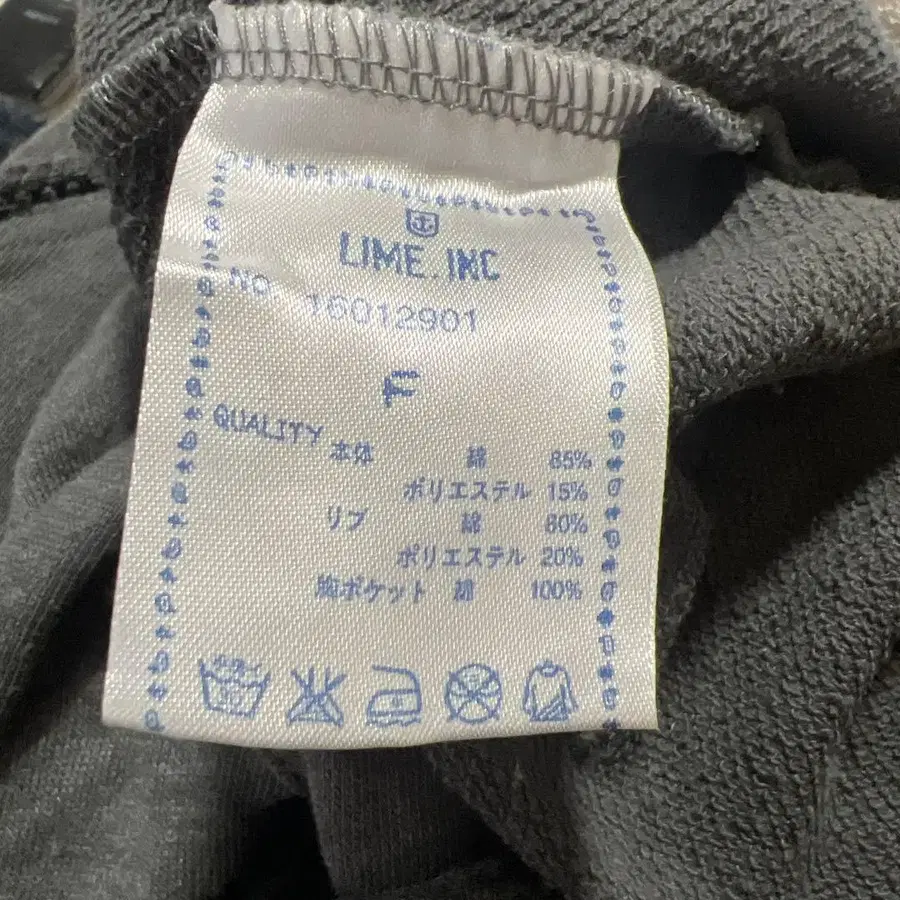 LIME.INC
No. 16012901
F
QUALITY
本体 綿 85%
ポリエステル 15%
リブ 綿 80%
ポリエステル 20%
胸ポケット 綿 100%